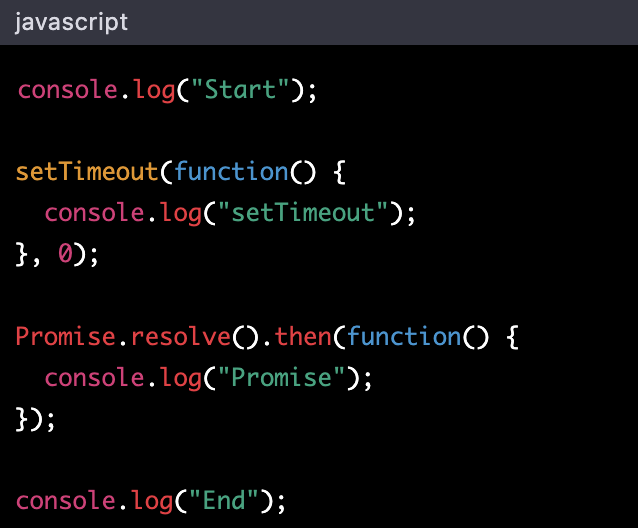 javascript
console.log("Start");
setTimeout(function() {
  console.log("setTimeout");
}, 0);
Promise.resolve().then(function() {
  console.log("Promise");
});
console.log("End");